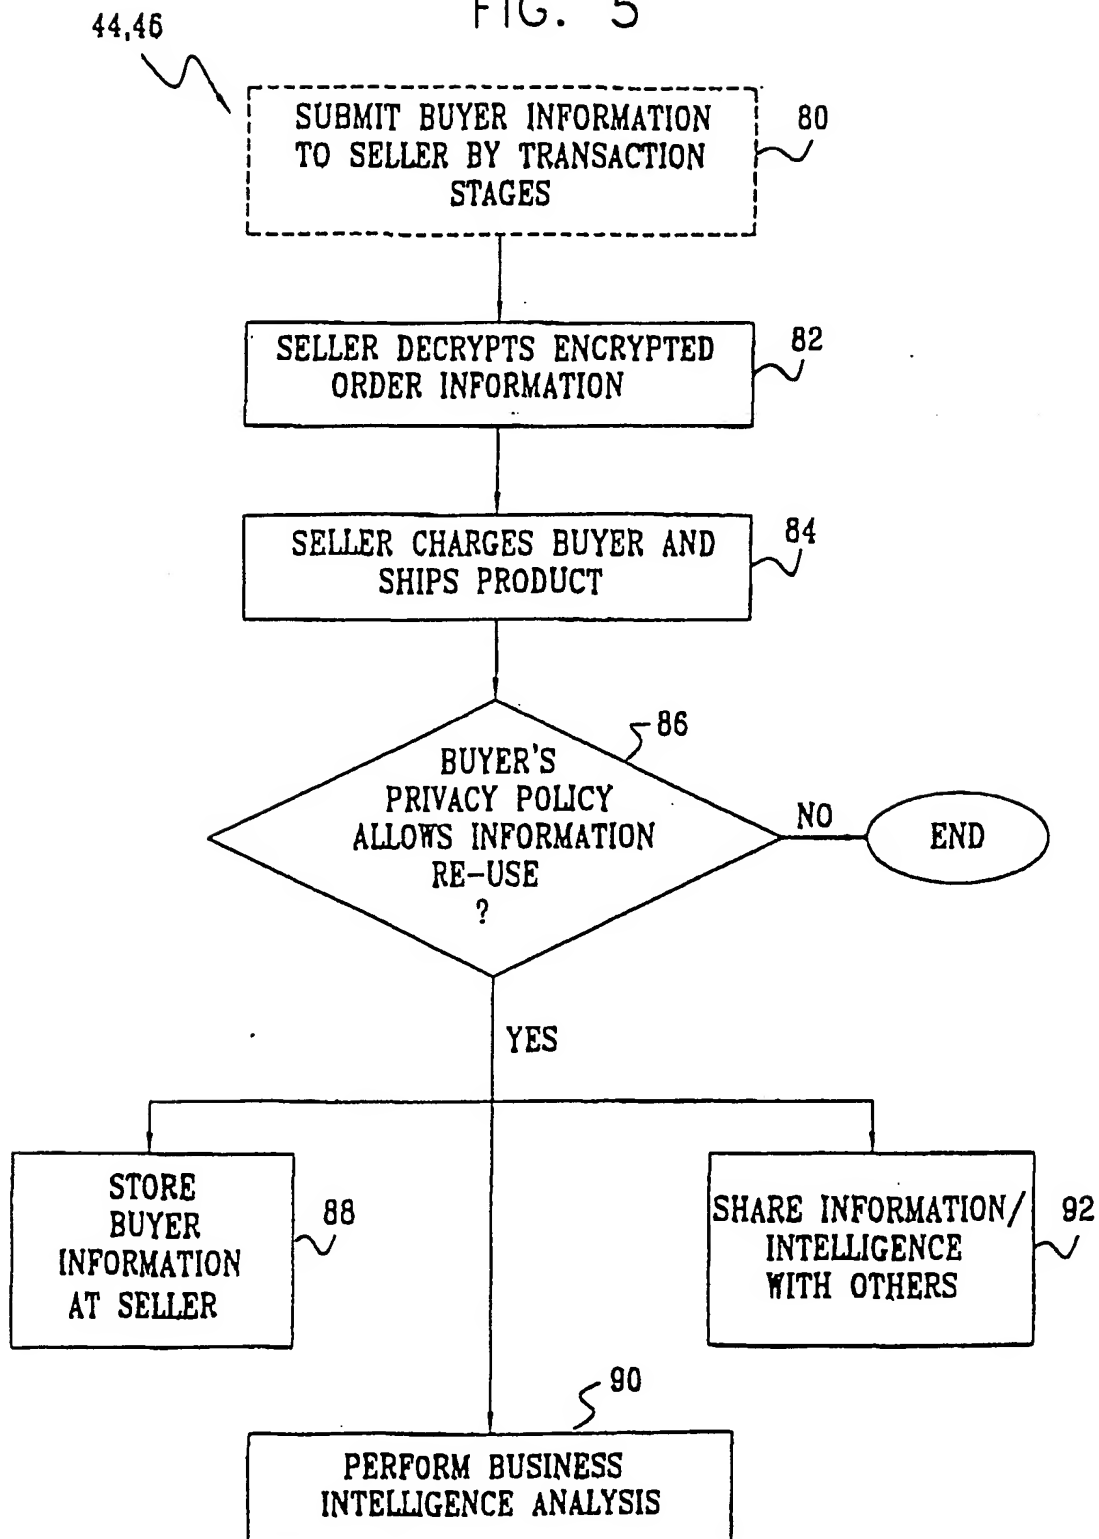 FIG. 5
44,46
SUBMIT BUYER INFORMATION
TO SELLER BY TRANSACTION
STAGES
80
SELLER DECRYPTS ENCRYPTED
ORDER INFORMATION
82
SELLER CHARGES BUYER AND
SHIPS PRODUCT
84
86
BUYER'S
PRIVACY POLICY
ALLOWS INFORMATION
RE-USE
?
NO
END
YES
STORE
BUYER
INFORMATION
AT SELLER
88
SHARE INFORMATION/
INTELLIGENCE
WITH OTHERS
92
90
PERFORM BUSINESS
INTELLIGENCE ANALYSIS